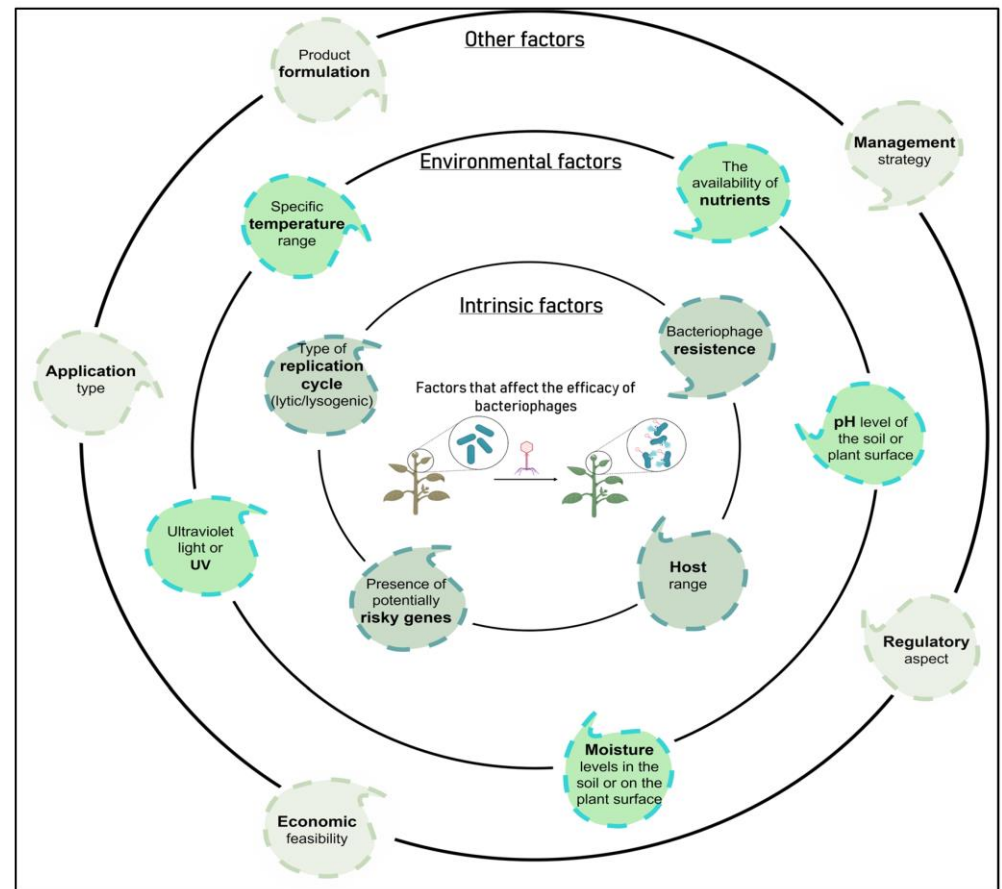 Other factors
Product
formulation
Management
strategy
Environmental factors
The
availability of
nutrients
Specific
temperature
range
Intrinsic factors
Bacteriophage
resistence
Type of
replication
cycle
(lytic/lysogenic)
Application
type
Factors that affect the efficacy of
bacteriophages
pH level of
the soil or
plant surface
Ultraviolet
light or
UV
Host
range
Presence of
potentially
risky genes
Regulatory
aspect
Moisture
levels in the
soil or on the
plant surface
Economic
feasibility